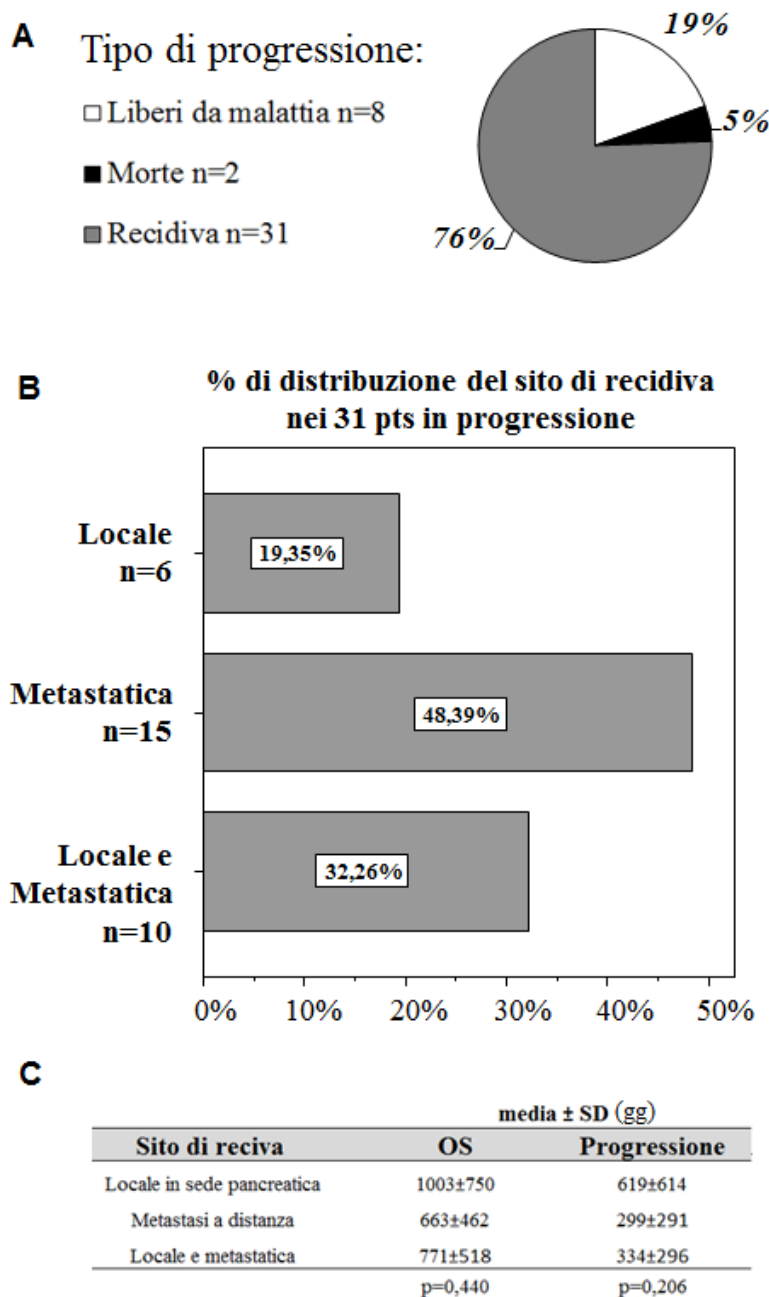 A
Tipo di progressione:
Liberi da malattia n=8
Morte n=2
Recidiva n=31
19%
5%
76%
B
% di distribuzione del sito di recidiva
nei 31 pts in progressione
Locale
n=6
19,35%
Metastatica
n=15
48,39%
Locale e
Metastatica
n=10
32,26%
0% 10% 20% 30% 40% 50%
C
media ± SD (gg)
Sito di reciva OS Progressione
Locale in sede pancreatica 1003±750 619±614
Metastasi a distanza 663±462 299±291
Locale e metastatica 771±518 334±296
p=0,440 p=0,206